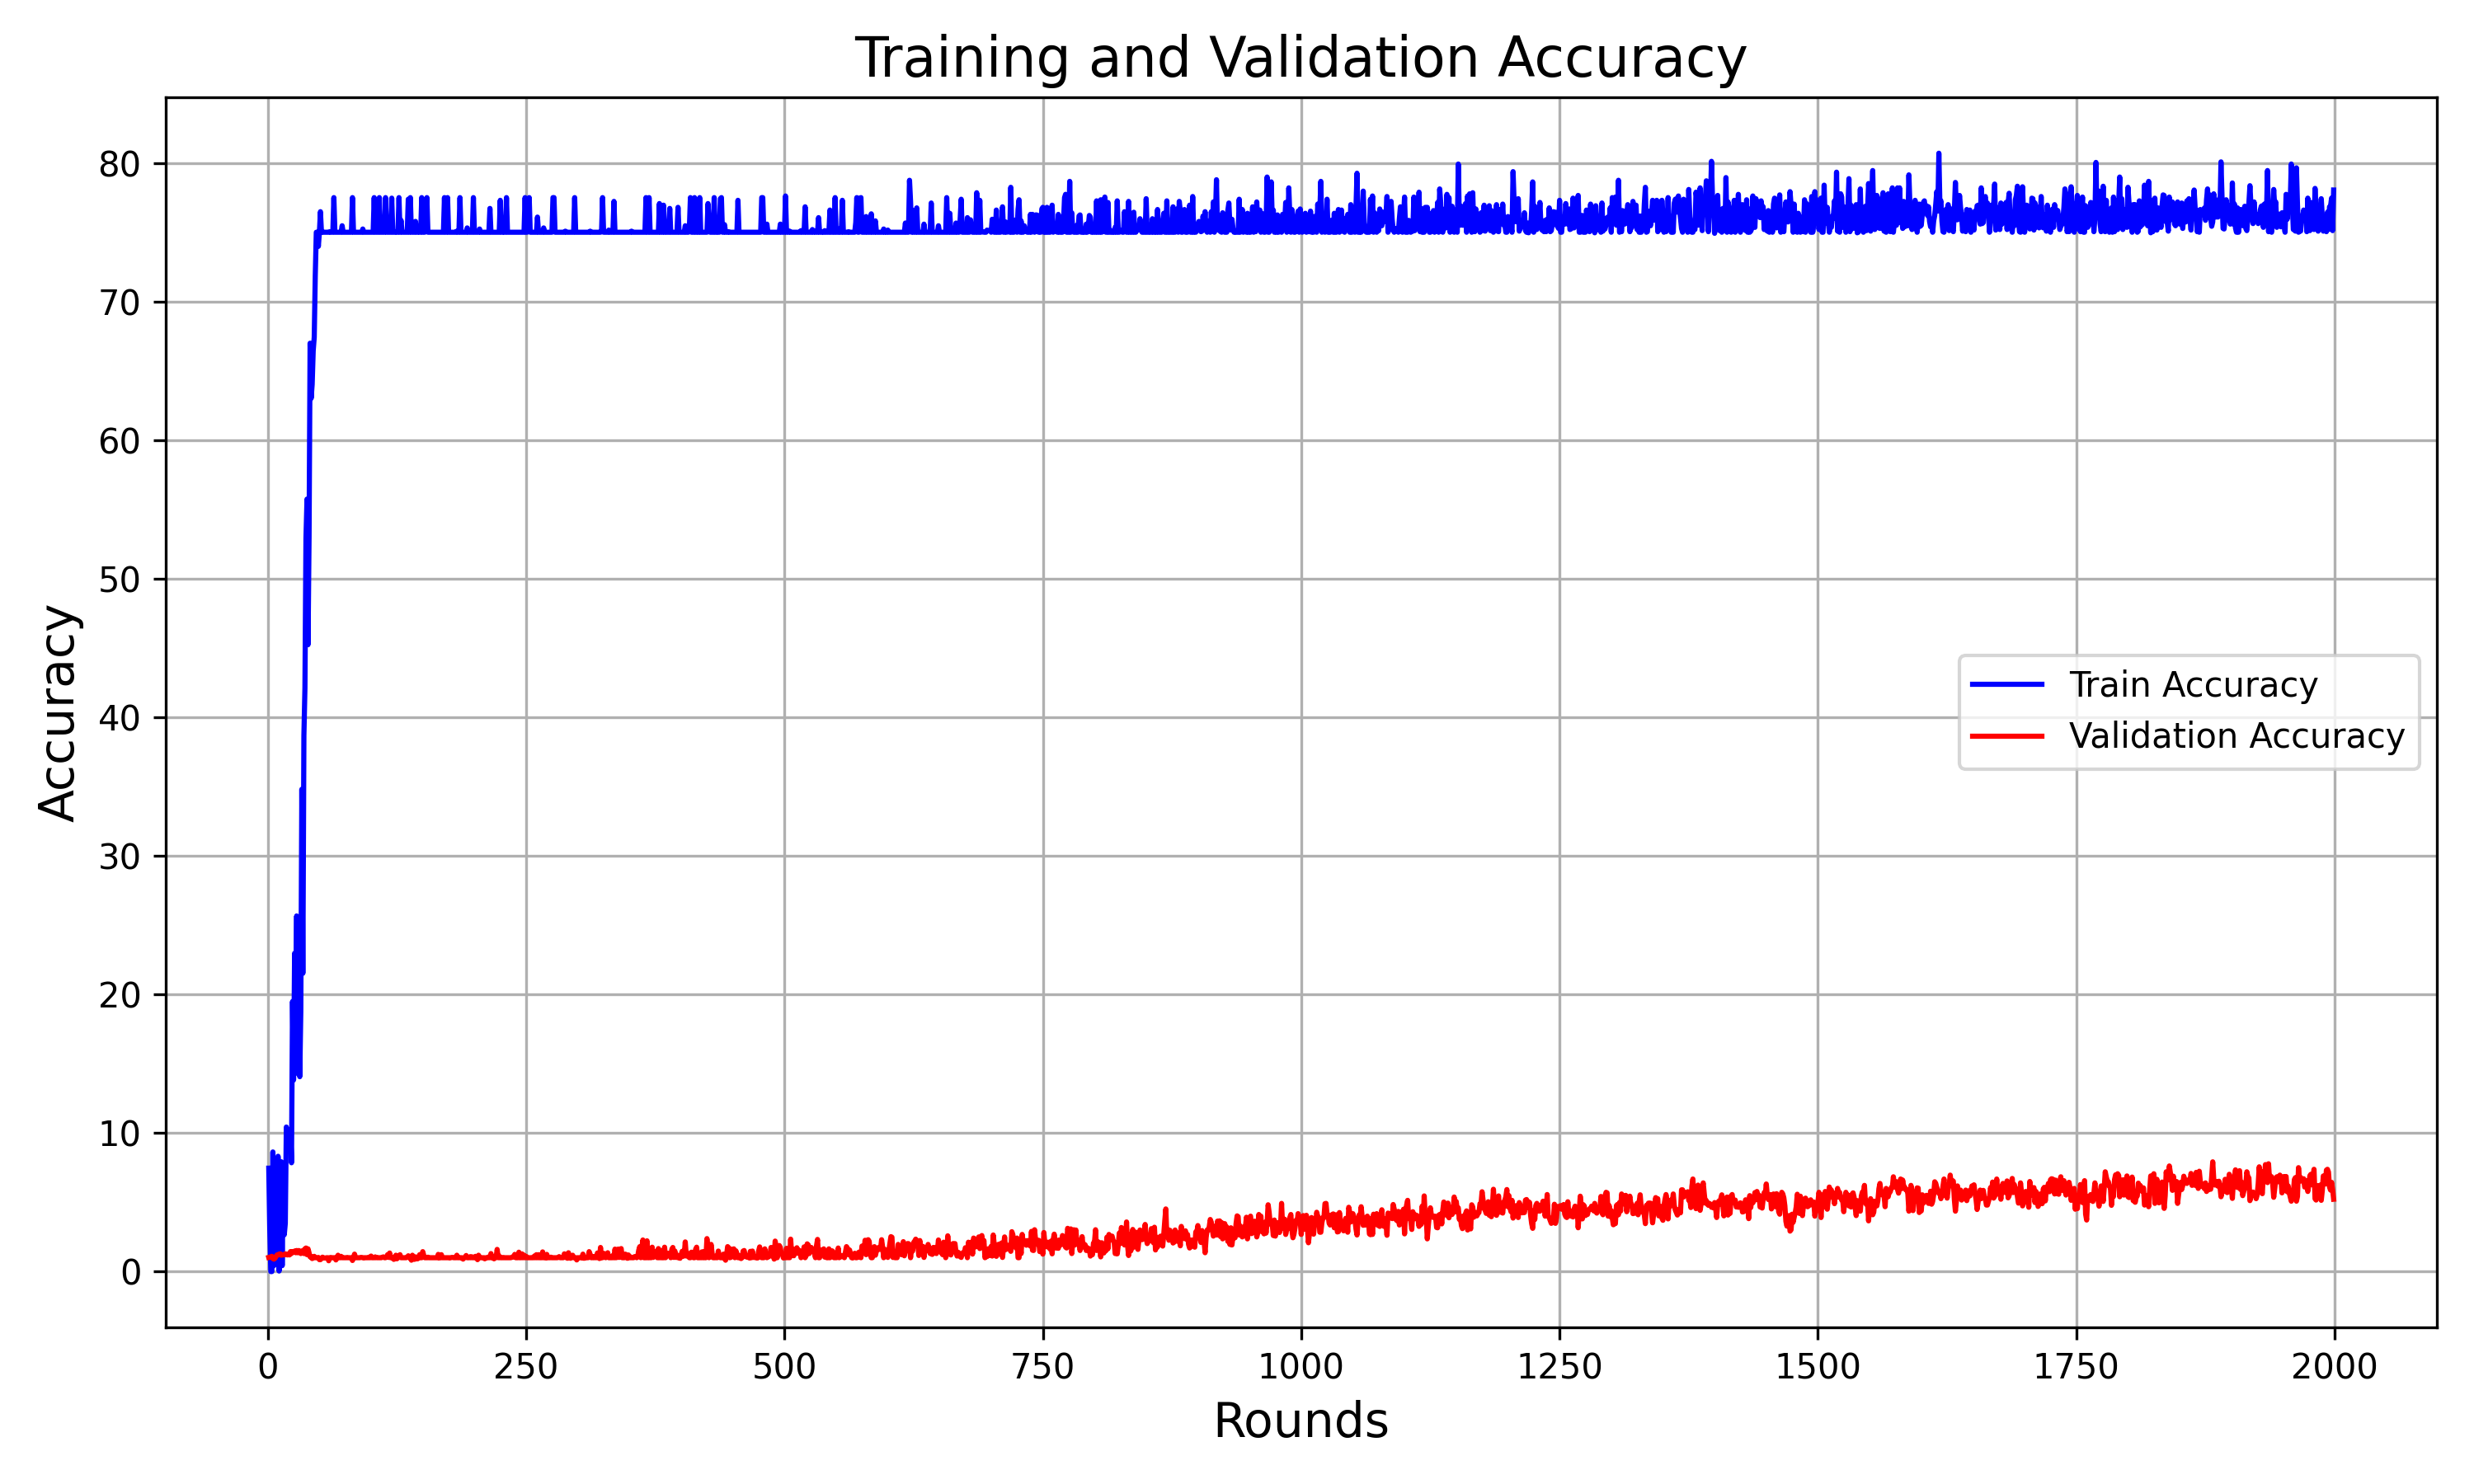 Training and Validation Accuracy
80
70
60
50
40
30
20
10
0
Accuracy
Train Accuracy
Validation Accuracy
0 250 500 750 1000 1250 1500 1750 2000
Rounds